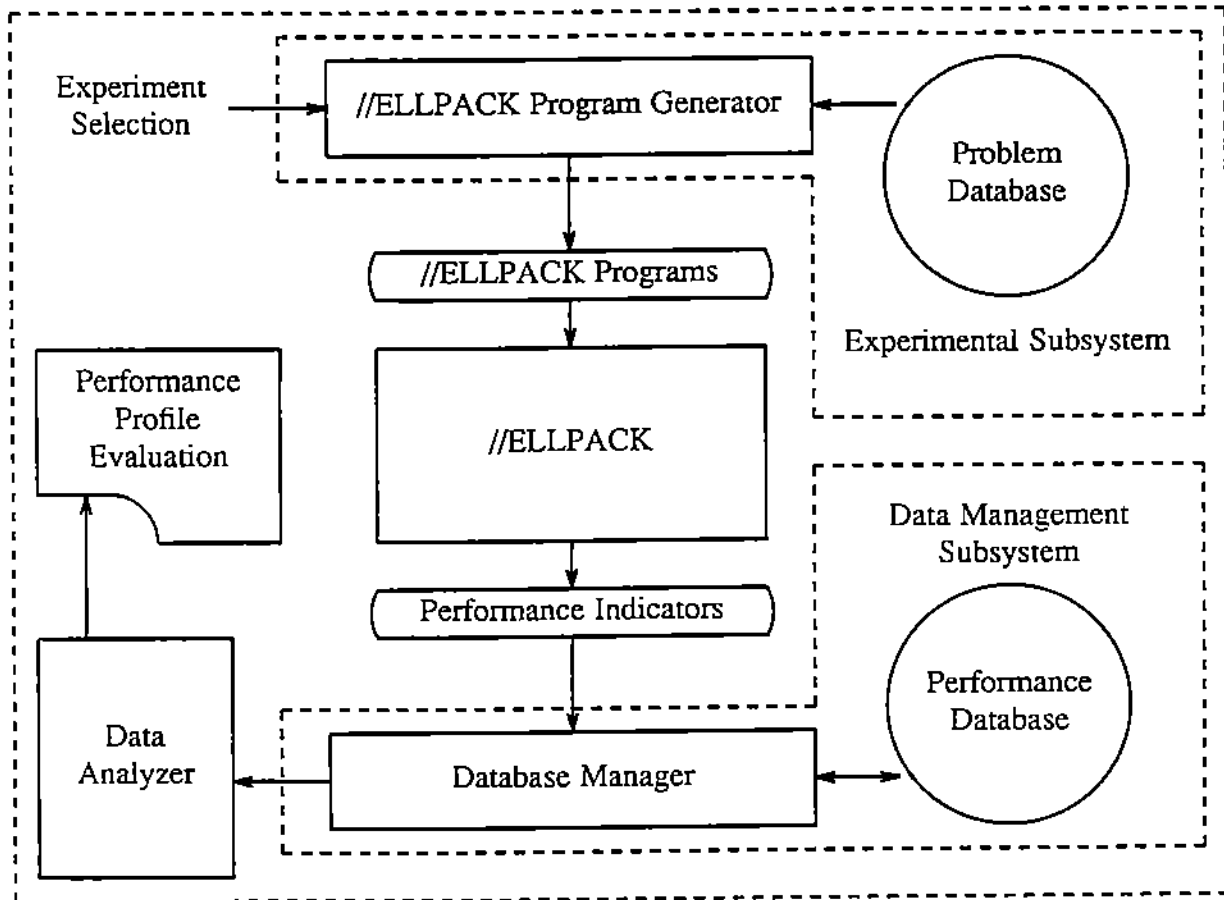 Experiment
Selection
//ELLPACK Program Generator
Problem
Database
//ELLPACK Programs
Experimental Subsystem
Performance
Profile
Evaluation
//ELLPACK
Data Management
Subsystem
Performance Indicators
Performance
Database
Data
Analyzer
Database Manager